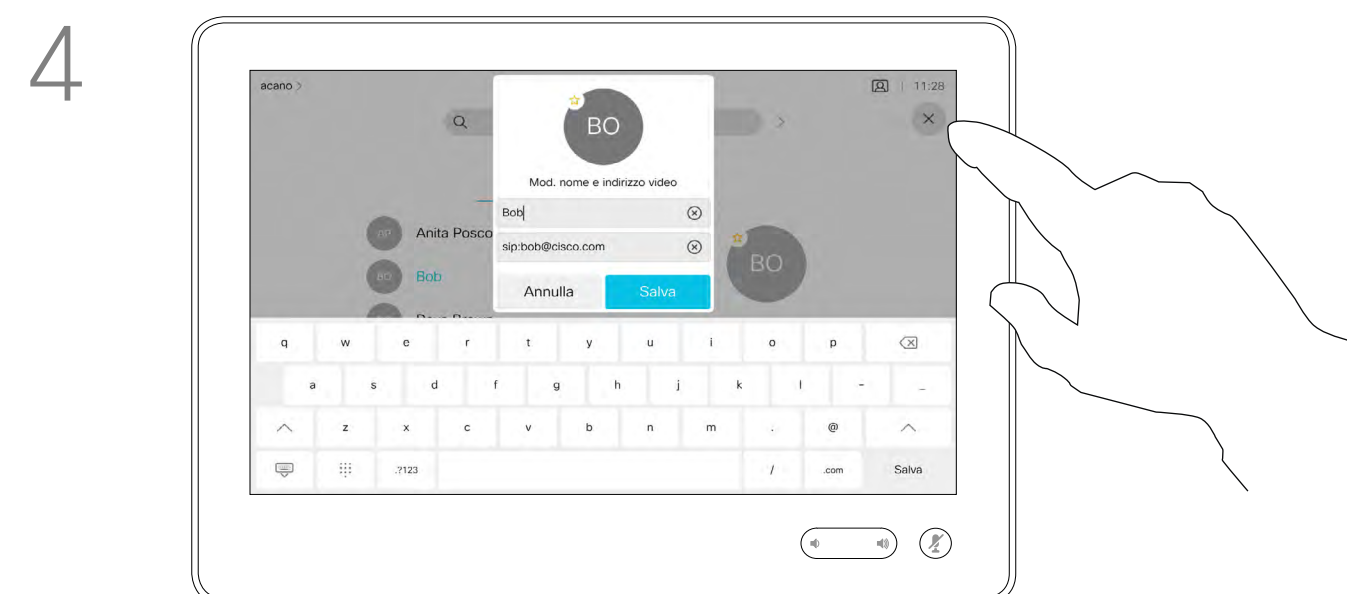 4
acano > 11:28
BO
Mod. nome e indirizzo video
Bob
sip:bob@cisco.com
Annulla Salva
Anita Posco
BO Bob
BO
q w e r t y u i o p
a s d f g h j k l - _
z x c v b n m . @
.?123 / .com Salva